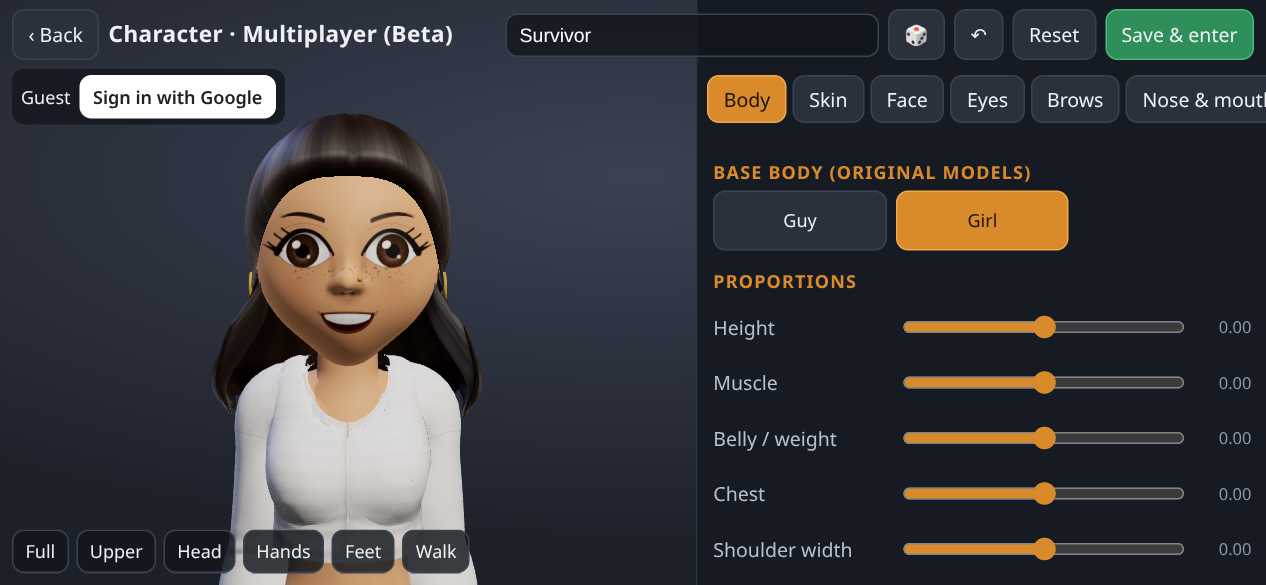 ‹ Back
Character · Multiplayer (Beta)
Survivor
Reset
Save & enter
Guest
Sign in with Google
Body
Skin
Face
Eyes
Brows
Nose & mout
BASE BODY (ORIGINAL MODELS)
Guy
Girl
PROPORTIONS
Height 0.00
Muscle 0.00
Belly / weight 0.00
Chest 0.00
Shoulder width 0.00
Full
Upper
Head
Hands
Feet
Walk